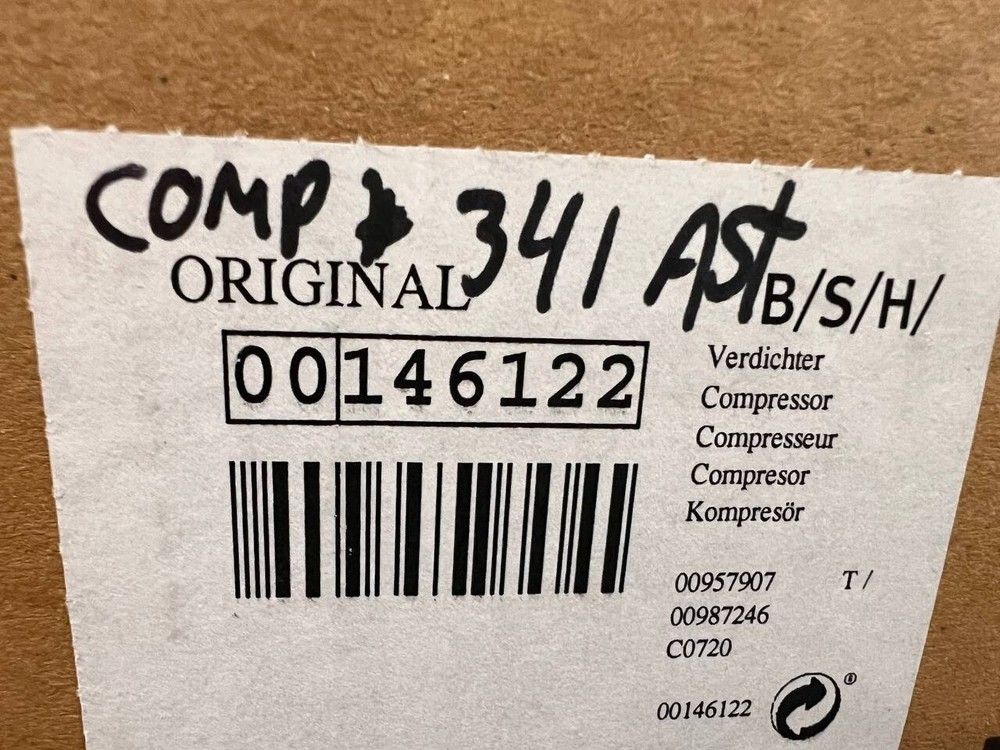 COMP 341 ASt
ORIGINAL
B/S/H/
00146122
Verdichter
Compressor
Compresseur
Compresor
Kompresör
00957907 T/
00987246
C0720
00146122
®